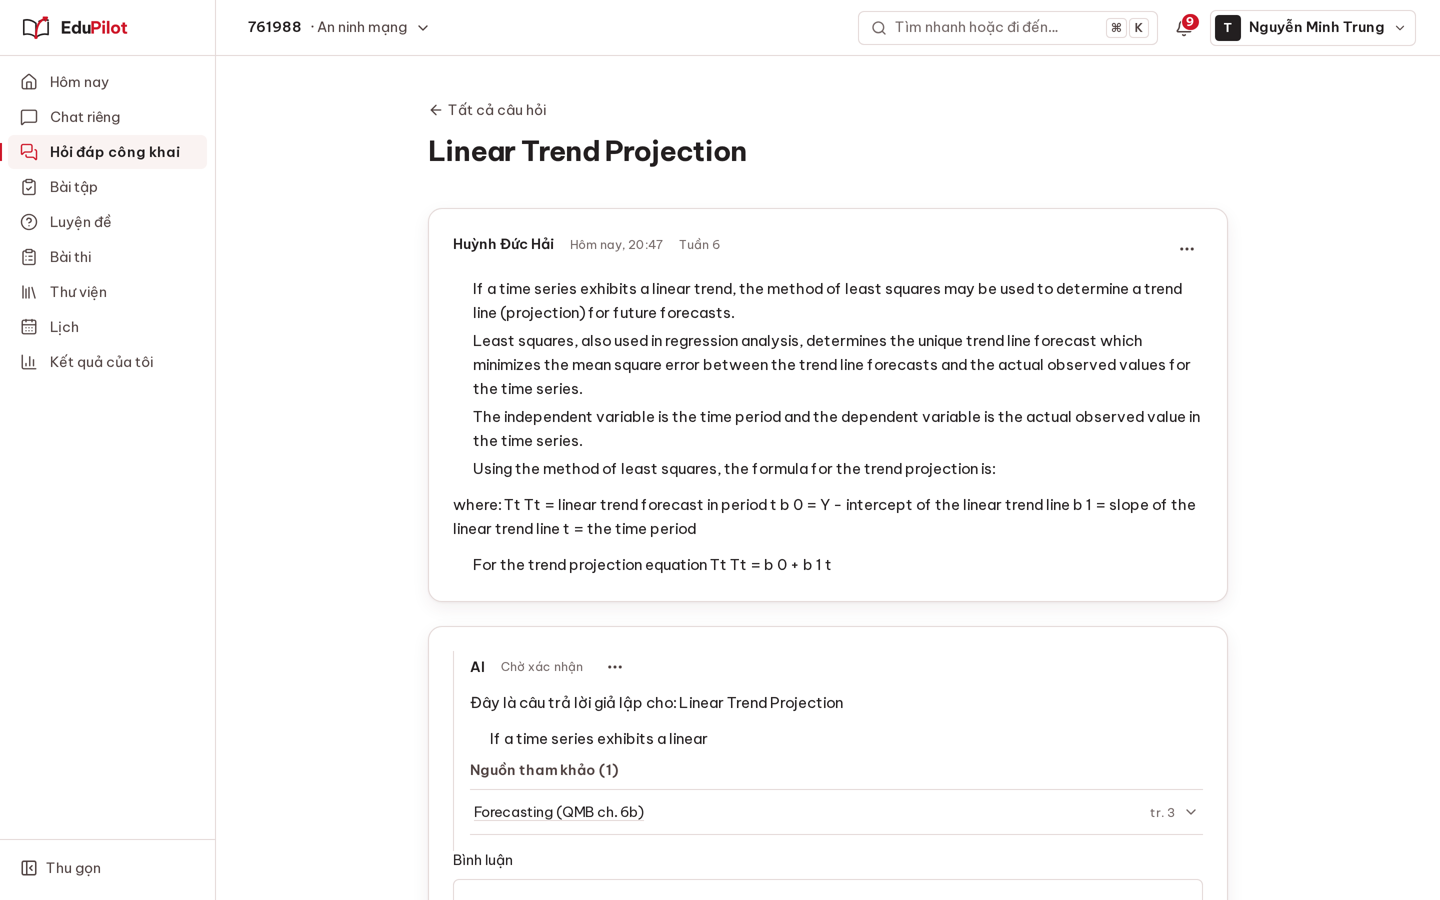 EduPilot
761988 · An ninh mạng
Tìm nhanh hoặc đi đến...
⌘ K
9
T
Nguyễn Minh Trung
Hôm nay
Chat riêng
Hỏi đáp công khai
Bài tập
Luyện đề
Bài thi
Thư viện
Lịch
Kết quả của tôi
Thu gọn
Tất cả câu hỏi
Linear Trend Projection
Huỳnh Đức Hải Hôm nay, 20:47 Tuần 6
If a time series exhibits a linear trend, the method of least squares may be used to determine a trend
line (projection) for future forecasts.
Least squares, also used in regression analysis, determines the unique trend line forecast which
minimizes the mean square error between the trend line forecasts and the actual observed values for
the time series.
The independent variable is the time period and the dependent variable is the actual observed value in
the time series.
Using the method of least squares, the formula for the trend projection is:
where: Tt Tt = linear trend forecast in period t b 0 = Y - intercept of the linear trend line b 1 = slope of the
linear trend line t = the time period
For the trend projection equation Tt Tt = b 0 + b 1 t
AI Chờ xác nhận
Đây là câu trả lời giả lập cho: Linear Trend Projection
If a time series exhibits a linear
Nguồn tham khảo (1)
Forecasting (QMB ch. 6b) tr. 3
Bình luận